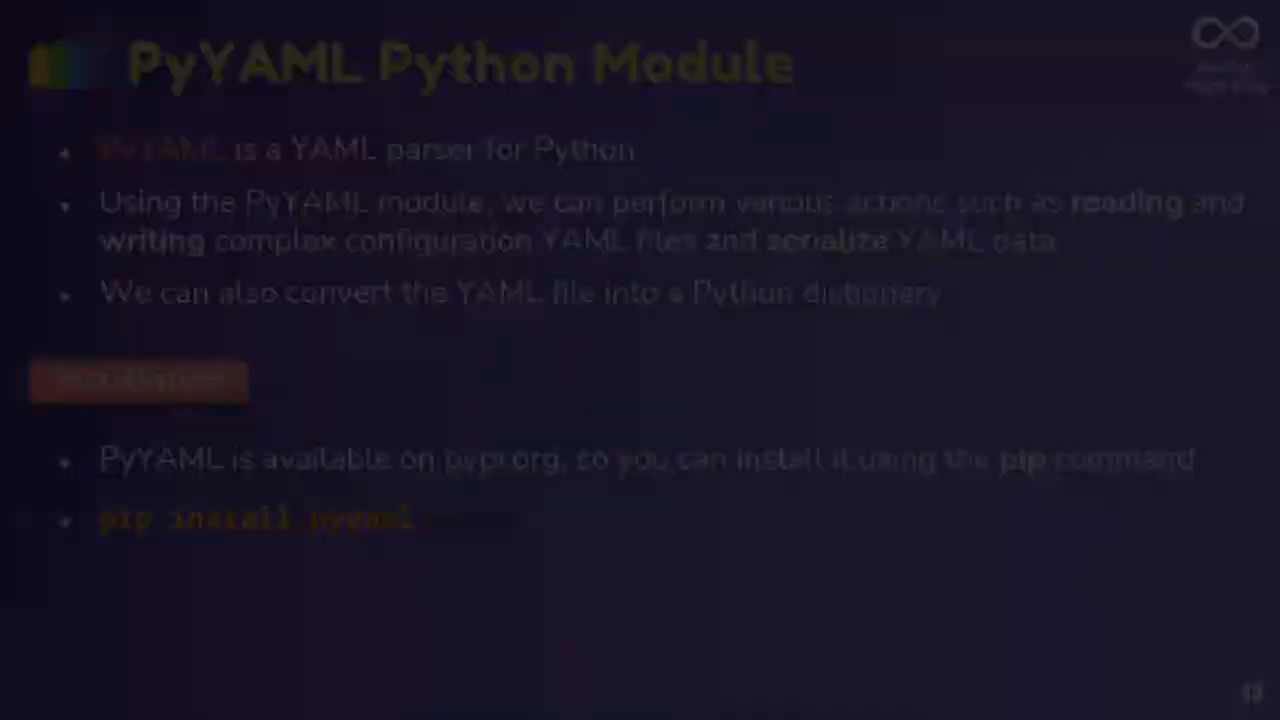 PyYAML Python Module
PyYAML is a YAML parser for Python
Using the PyYAML module, we can perform various actions such as reading and
writing complex configuration YAML files and serialize YAML data
We can also convert the YAML file into a Python dictionary
Installation
PyYAML is available on pypi.org, so you can install it using the pip command
pip install pyyaml